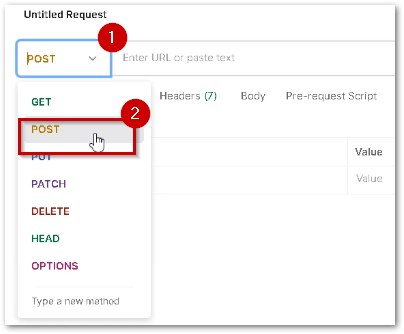 Untitled Request
1
POST
Enter URL or paste text
GET
2
Headers (7) Body Pre-request Script
POST
PUT
Value
PATCH
Value
DELETE
HEAD
OPTIONS
Type a new method